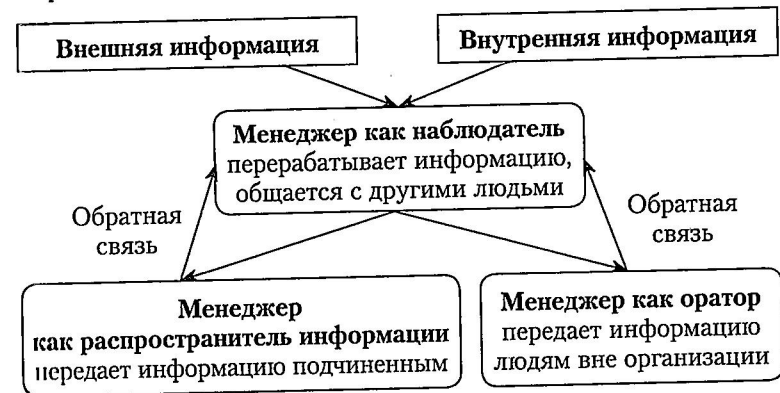 Внешняя информация
Внутренняя информация
Менеджер как наблюдатель
перерабатывает информацию,
общается с другими людьми
Обратная
связь
Обратная
связь
Менеджер
как распространитель информации
передает информацию подчиненным
Менеджер как оратор
передает информацию
людям вне организации